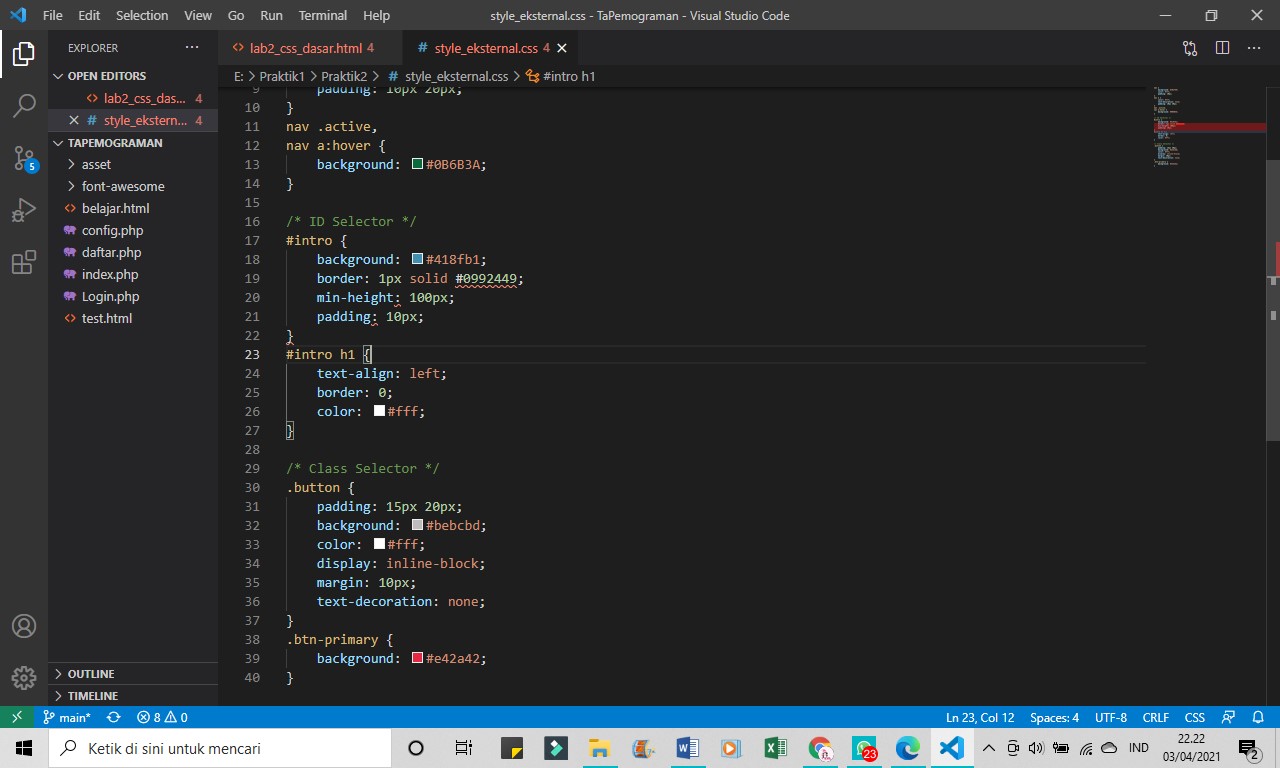 File Edit Selection View Go Run Terminal Help style_eksternal.css - TaPemograman - Visual Studio Code
EXPLORER ···
OPEN EDITORS
lab2_css_das... 4
style_ekstern... 4
TAPEMOGRAMAN
asset
font-awesome
belajar.html
config.php
daftar.php
index.php
Login.php
test.html
OUTLINE
TIMELINE
5
lab2_css_dasar.html 4 # style_eksternal.css 4
E: > Praktik1 > Praktik2 > # style_eksternal.css > #intro h1
9 padding: 10px 20px;
10 }
11 nav .active,
12 nav a:hover {
13 background: #0B6B3A;
14 }
15
16 /* ID Selector */
17 #intro {
18 background: #418fb1;
19 border: 1px solid #0992449;
20 min-height: 100px;
21 padding: 10px;
22 }
23 #intro h1 {
24 text-align: left;
25 border: 0;
26 color: #fff;
27 }
28
29 /* Class Selector */
30 .button {
31 padding: 15px 20px;
32 background: #bebcbd;
33 color: #fff;
34 display: inline-block;
35 margin: 10px;
36 text-decoration: none;
37 }
38 .btn-primary {
39 background: #e42a42;
40 }
main* 8 0 Ln 23, Col 12 Spaces: 4 UTF-8 CRLF CSS
Ketik di sini untuk mencari 23 IND 22.22 03/04/2021 2